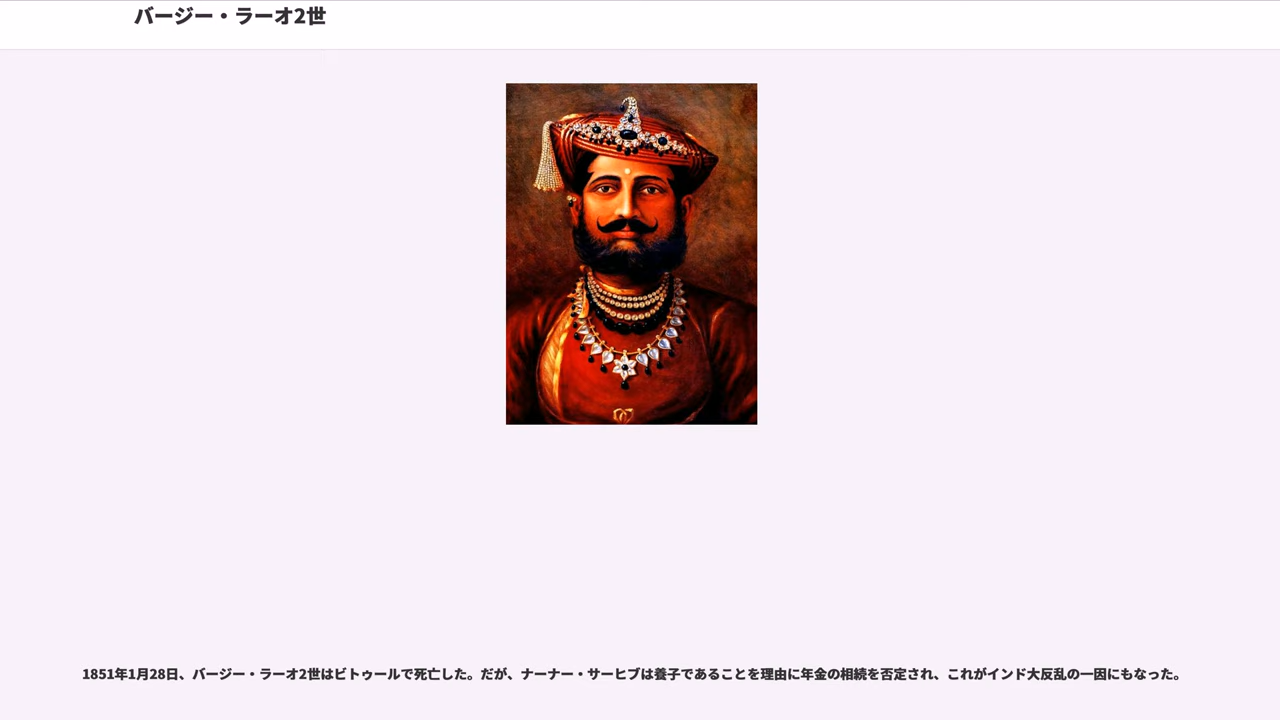 バージー・ラーオ2世
1851年1月28日、バージー・ラーオ2世はビトゥールで死亡した。だが、ナーナー・サーヒブは養子であることを理由に年金の相続を否定され、これがインド大反乱の一因にもなった。